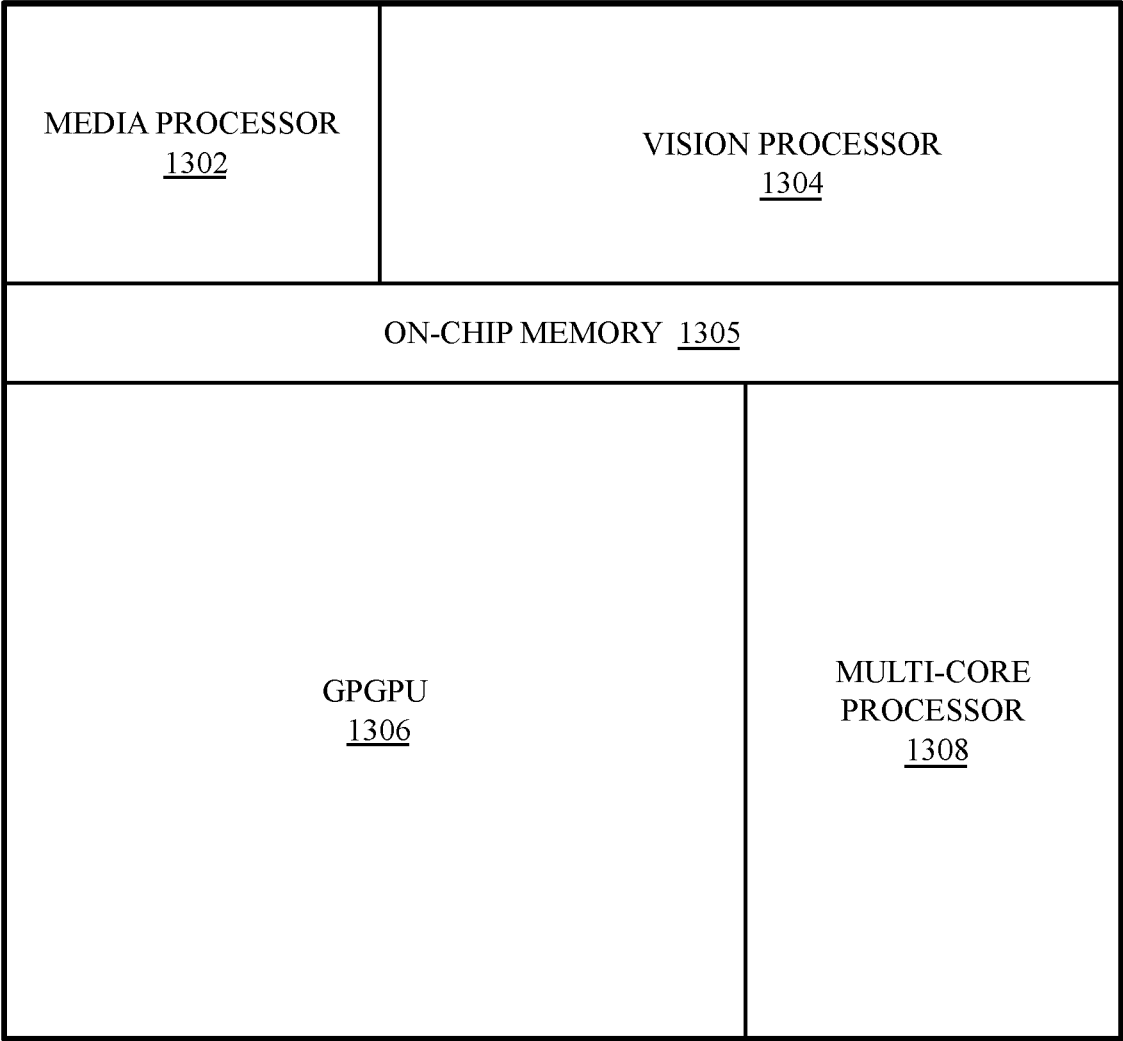 MEDIA PROCESSOR
1302
VISION PROCESSOR
1304
ON-CHIP MEMORY 1305
GPGPU
1306
MULTI-CORE
PROCESSOR
1308